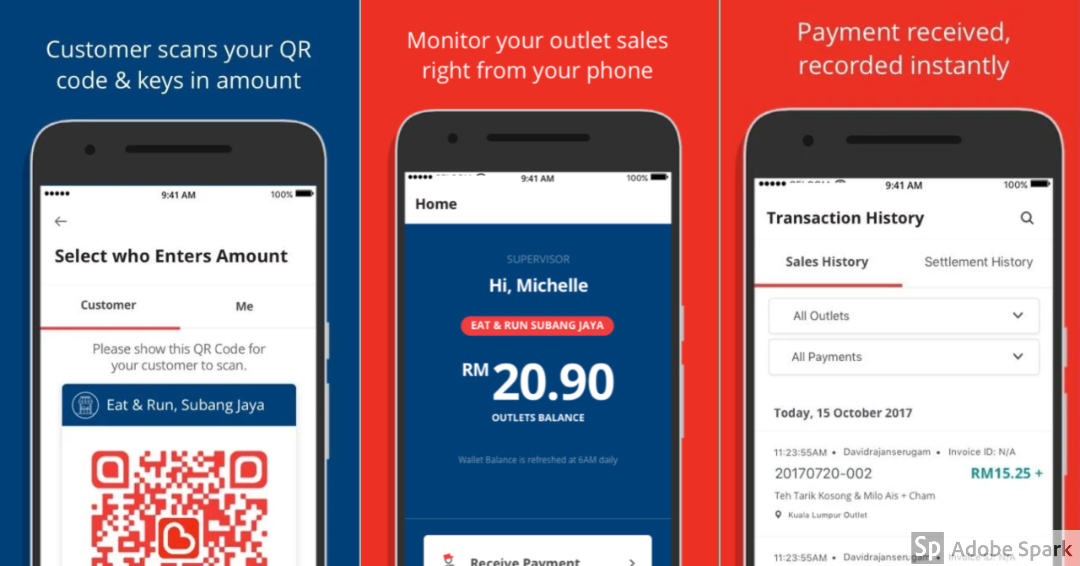 Customer scans your QR
code & keys in amount
9:41 AM
100%
Select who Enters Amount
Customer
Me
Please show this QR Code for
your customer to scan.
Eat & Run, Subang Jaya
Monitor your outlet sales
right from your phone
9:41 AM
100%
Home
SUPERVISOR
Hi, Michelle
EAT & RUN SUBANG JAYA
RM 20.90
OUTLETS BALANCE
Wallet Balance is refreshed at 6AM daily
Receive Payment
Payment received,
recorded instantly
9:41 AM
100%
Transaction History
Sales History
Settlement History
All Outlets
All Payments
Today, 15 October 2017
11:23:55AM • Davidrajanserugam • Invoice ID: N/A
20170720-002
RM15.25 +
Teh Tarik Kosong & Milo Ais + Cham
Kuala Lumpur Outlet
11:23:55AM • Davidrajanserugam • Invoice ID: N/A
Sp Adobe Spark